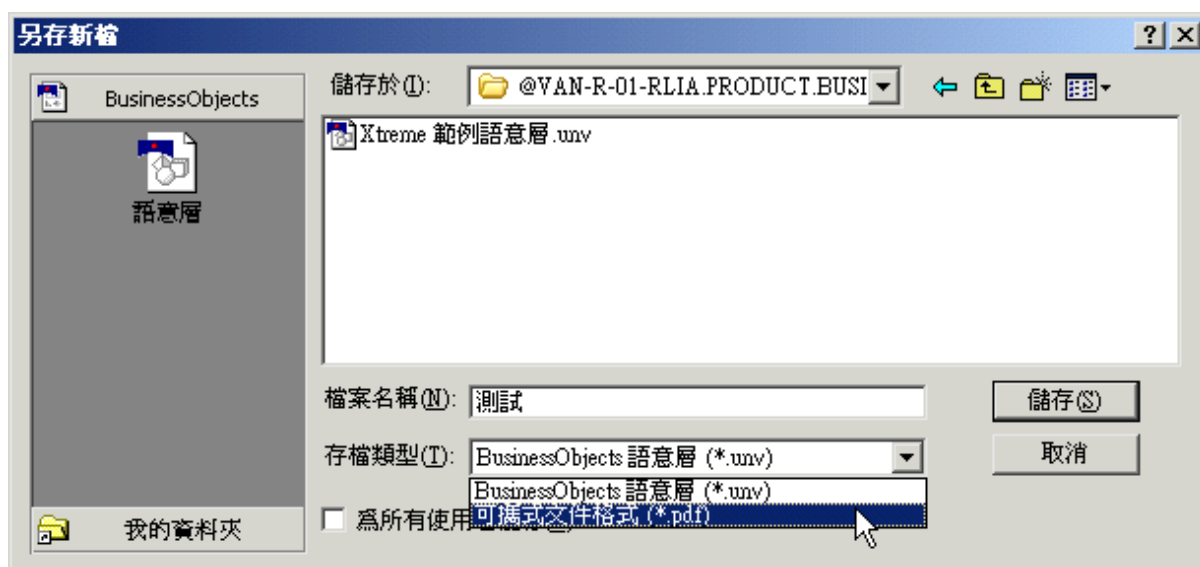 另存新檔
BusinessObjects
語意層
我的資料夾
儲存於(I):
@VAN-R-01-RLIA.PRODUCT.BUSI
Xtreme 範例語意層.unv
檔案名稱(N): 測試
儲存(S)
存檔類型(T): BusinessObjects 語意層 (*.unv)
取消
BusinessObjects 語意層 (*.unv)
可攜式文件格式 (*.pdf)
爲所有使用